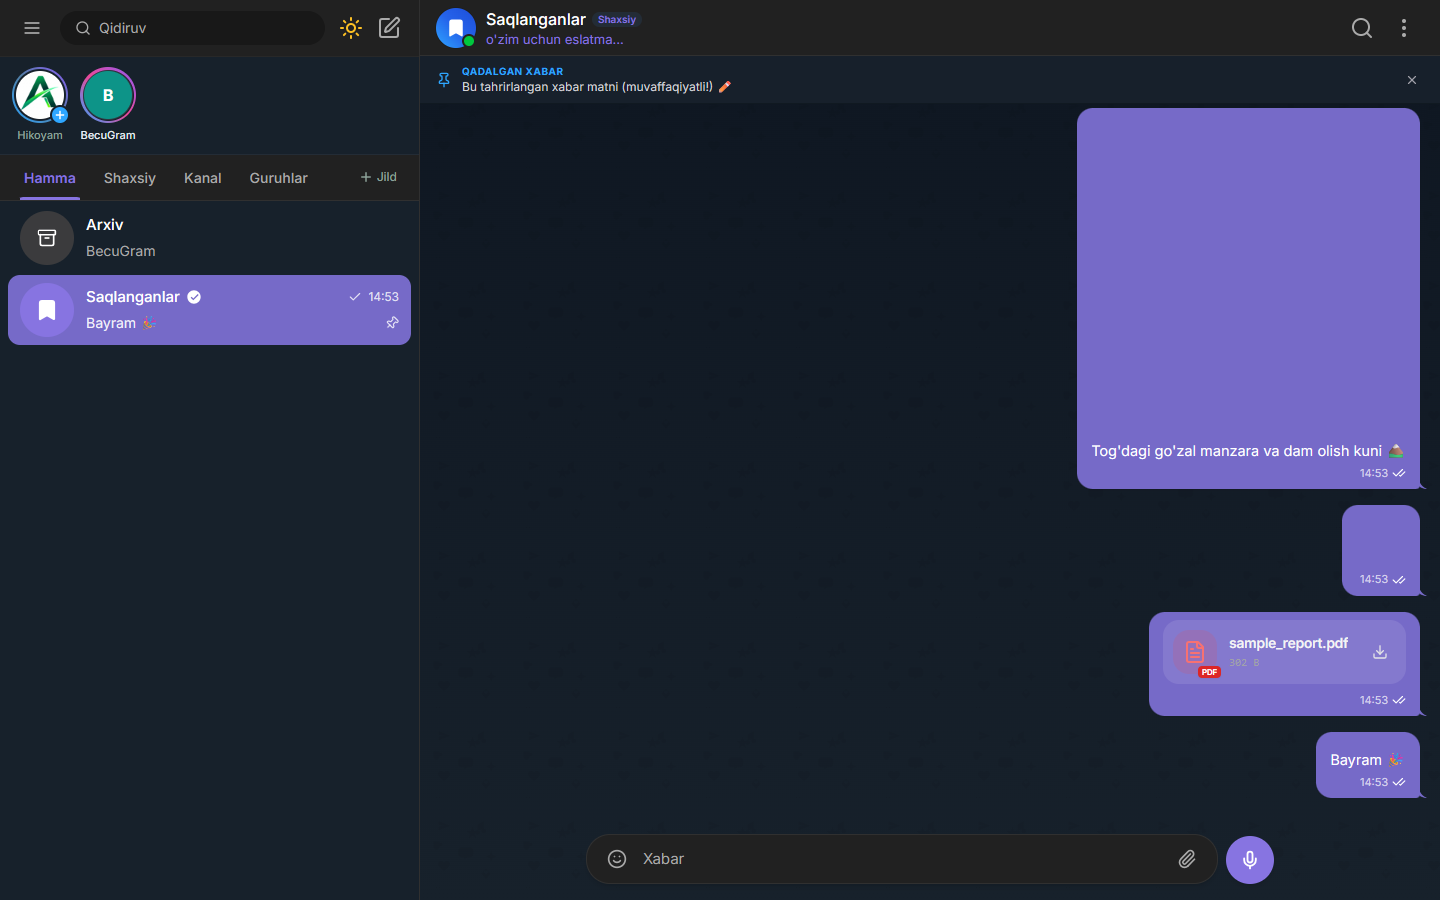 Qidiruv
Hikoyam
B
BecuGram
Hamma
Shaxsiy
Kanal
Guruhlar
+ Jild
Arxiv
BecuGram
Saqlanganlar
14:53
Bayram 🎉
Saqlanganlar Shaxsiy
o'zim uchun eslatma...
QADALGAN XABAR
Bu tahrirlangan xabar matni (muvaffaqiyatli!)
Tog'dagi go'zal manzara va dam olish kuni
14:53
14:53
sample_report.pdf
302 B
PDF
14:53
Bayram 🎉
14:53
Xabar